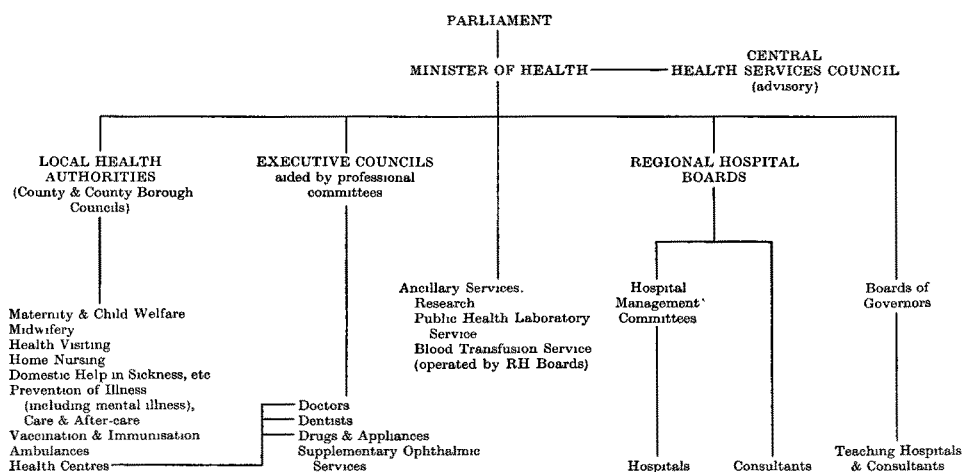 PARLIAMENT
MINISTER OF HEALTH
CENTRAL
HEALTH SERVICES COUNCIL
(advisory)
LOCAL HEALTH
AUTHORITIES
(County & County Borough
Councils)
EXECUTIVE COUNCILS
aided by professional
committees
REGIONAL HOSPITAL
BOARDS
Maternity & Child Welfare
Midwifery
Health Visiting
Home Nursing
Domestic Help in Sickness, etc
Prevention of Illness
(including mental illness),
Care & After-care
Vaccination & Immunisation
Ambulances
Health Centres
Doctors
Dentists
Drugs & Appliances
Supplementary Ophthalmic
Services
Ancillary Services.
Research
Public Health Laboratory
Service
Blood Transfusion Service
(operated by RH Boards)
Hospital
Management
Committees
Hospitals
Consultants
Boards of
Governors
Teaching Hospitals
& Consultants